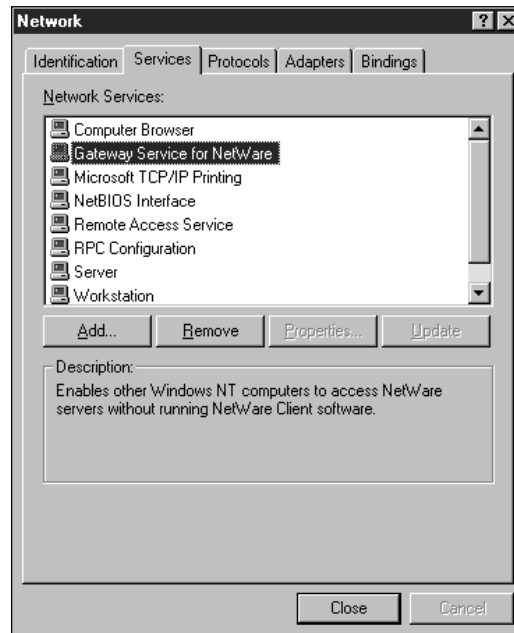 Network
Identification Services Protocols Adapters Bindings
Network Services:
Computer Browser
Gateway Service for NetWare
Microsoft TCP/IP Printing
NetBIOS Interface
Remote Access Service
RPC Configuration
Server
Workstation
Add... Remove Properties... Update
Description:
Enables other Windows NT computers to access NetWare
servers without running NetWare Client software.
Close Cancel